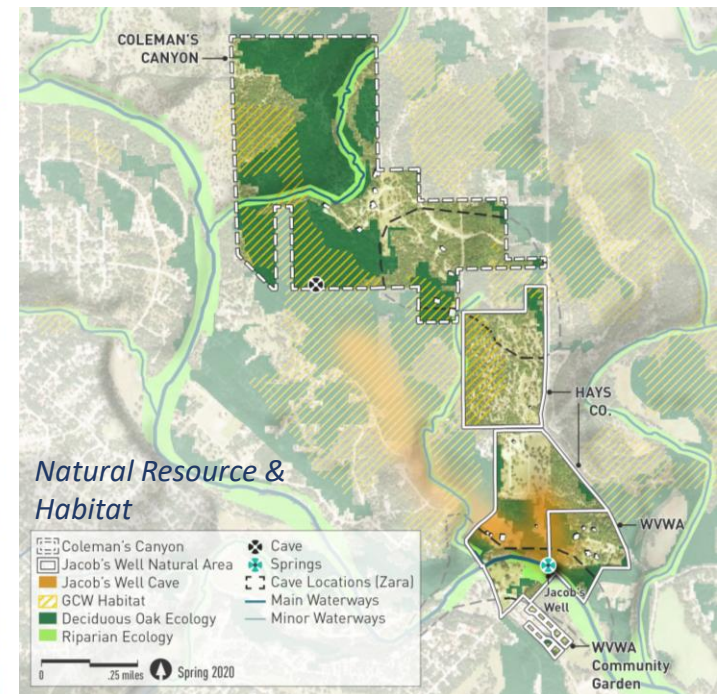 COLEMAN'S
CANYON
HAYS
CO.
WVWA
Jacob's
Well
WVWA
Community
Garden
Natural Resource &
Habitat
Coleman's Canyon
Jacob's Well Natural Area
Jacob's Well Cave
GCW Habitat
Deciduous Oak Ecology
Riparian Ecology
Cave
Springs
Cave Locations (Zara)
Main Waterways
Minor Waterways
0 .25 miles Spring 2020